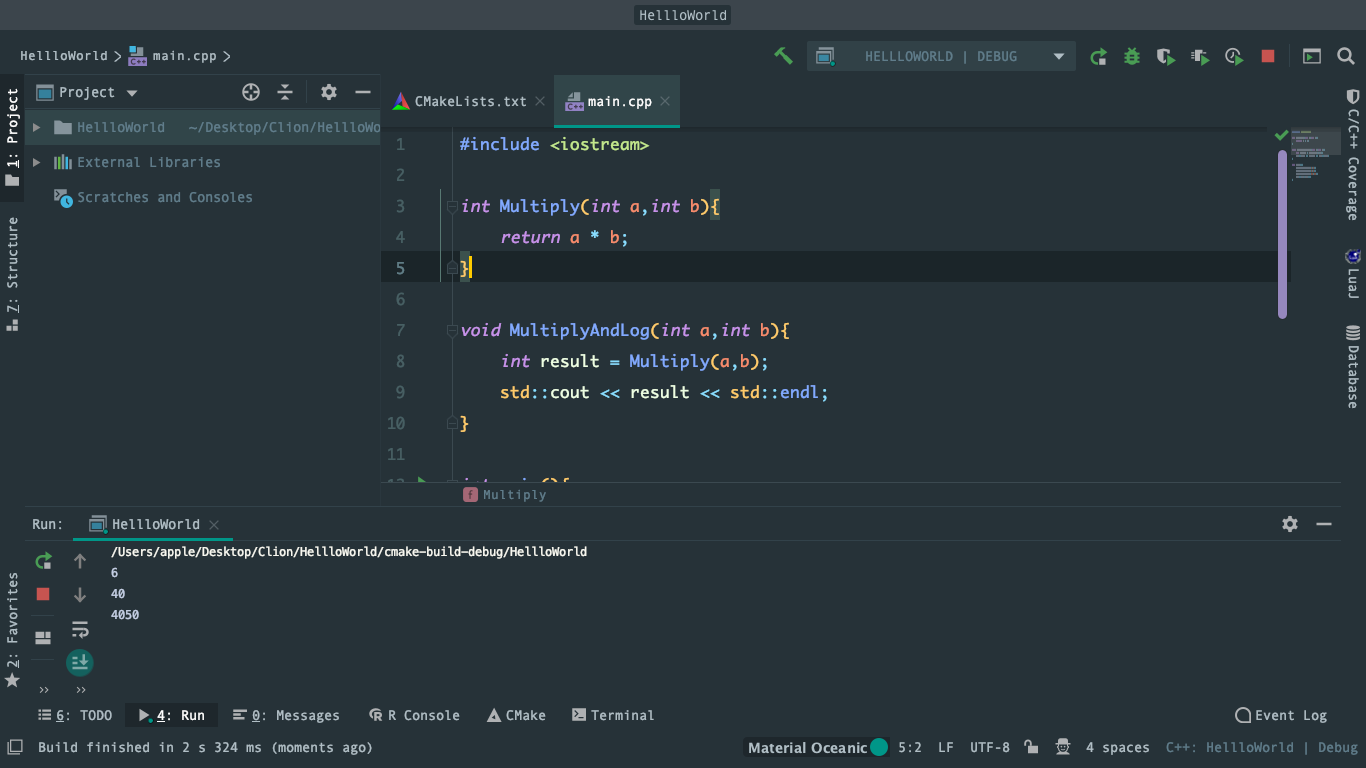 HellloWorld
HellloWorld
main.cpp
HELLLOWORLD | DEBUG
1: Project
7: Structure
2: Favorites
Project
HellloWorld ~/Desktop/Clion/HellloWo
External Libraries
Scratches and Consoles
CMakeLists.txt
main.cpp
1 #include <iostream>
2
3 int Multiply(int a,int b){
4 return a * b;
5 }
6
7 void MultiplyAndLog(int a,int b){
8 int result = Multiply(a,b);
9 std::cout << result << std::endl;
10 }
11
f Multiply
C/C++ Coverage
LuaJ
Database
Run: HellloWorld
/Users/apple/Desktop/Clion/HellloWorld/cmake-build-debug/HellloWorld
6
40
4050
6: TODO 4: Run 0: Messages R Console CMake Terminal Event Log
Build finished in 2 s 324 ms (moments ago) Material Oceanic 5:2 LF UTF-8 4 spaces C++: HellloWorld | Debug